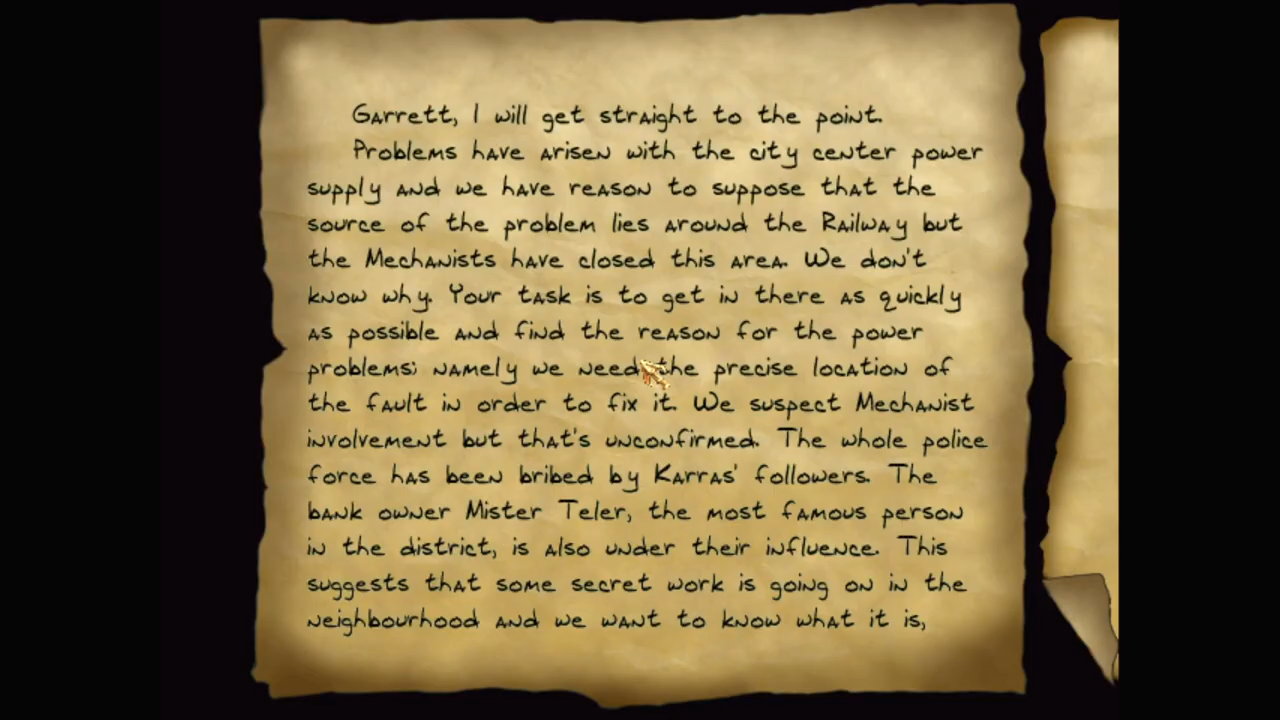 Garrett, I will get straight to the point.
Problems have arisen with the city center power
supply and we have reason to suppose that the
source of the problem lies around the Railway but
the Mechanists have closed this area. We don't
know why. Your task is to get in there as quickly
as possible and find the reason for the power
problems; namely we need the precise location of
the fault in order to fix it. We suspect Mechanist
involvement but that's unconfirmed. The whole police
force has been bribed by Karras' followers. The
bank owner Mister Teler, the most famous person
in the district, is also under their influence. This
suggests that some secret work is going on in the
neighbourhood and we want to know what it is,